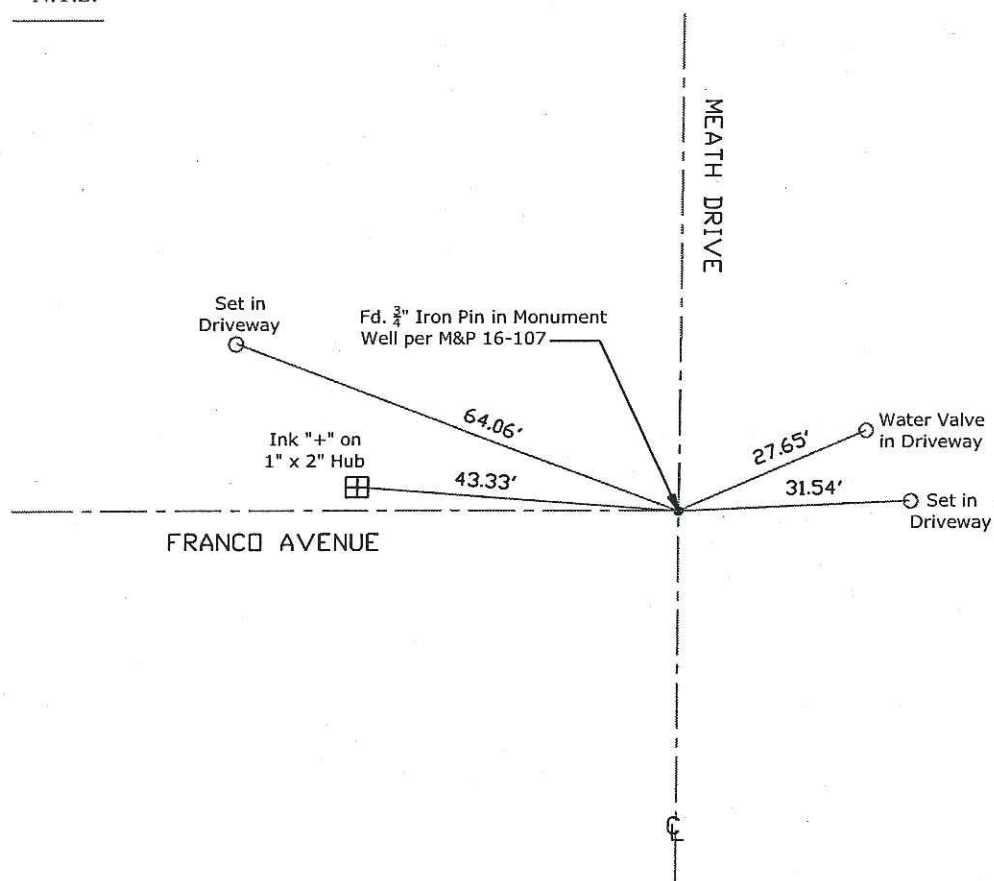 N.T.S.
MEATH DRIVE
Set in
Driveway
Fd. 3/4" Iron Pin in Monument
Well per M&P 16-107
64.06'
Ink "+" on
1" x 2" Hub
43.33'
27.65'
Water Valve
in Driveway
31.54'
Set in
Driveway
FRANCO AVENUE
℄